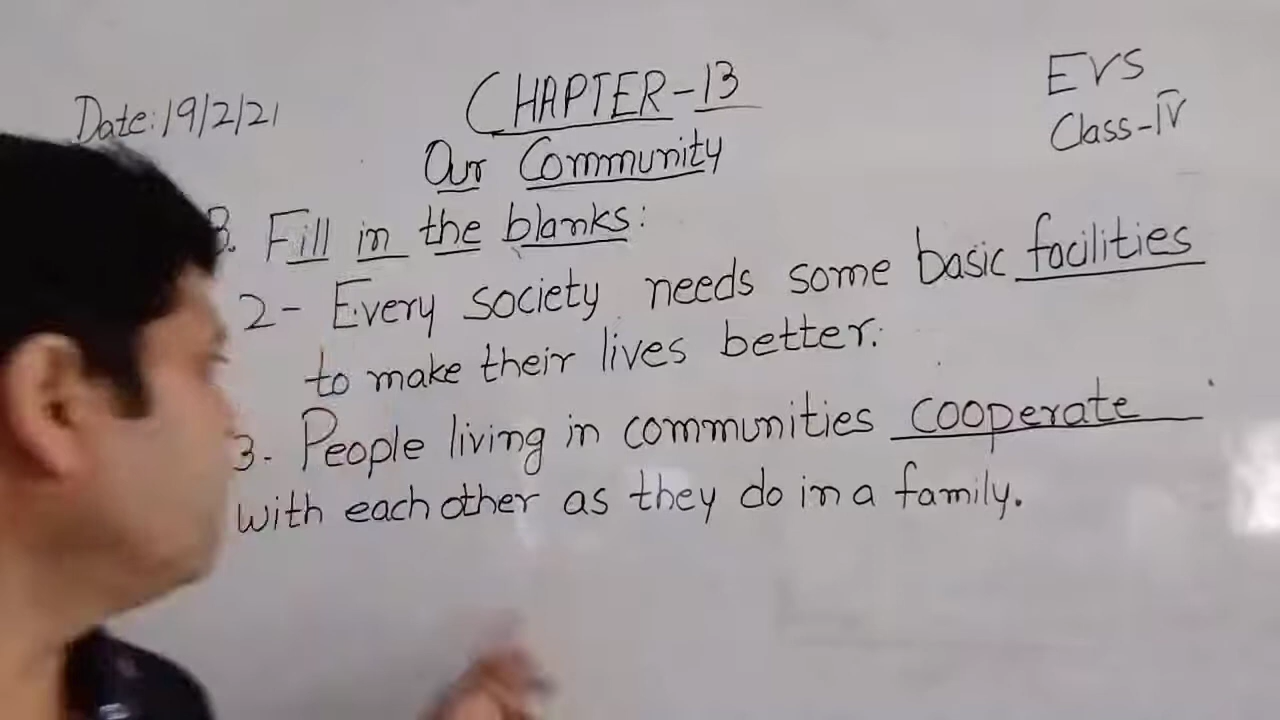 Date: 19/2/21
CHAPTER-13
EVS
Class-IV
Our Community
B. Fill in the blanks:
2- Every society needs some basic facilities
to make their lives better.
3. People living in communities cooperate
with each other as they do in a family.